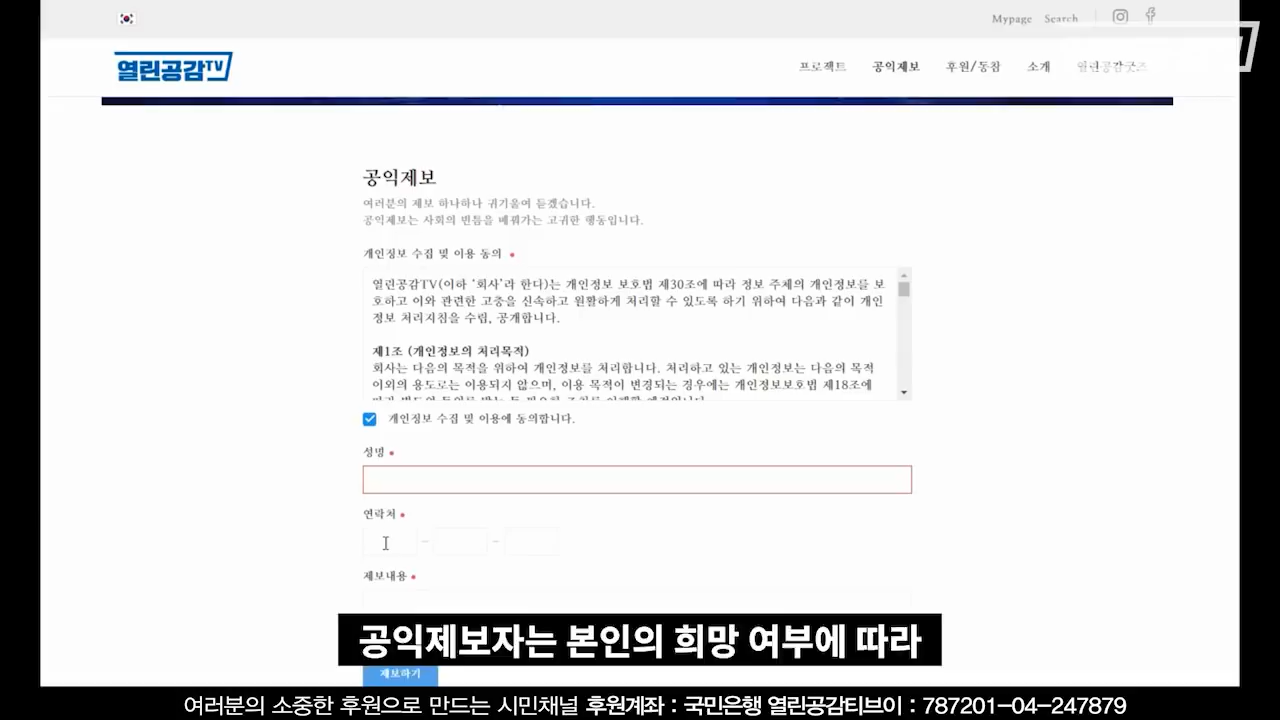 Mypage Search
열린공감TV
프로젝트 공익제보 후원/동참 소개 열린공감굿즈
공익제보
여러분의 제보 하나하나 귀기울여 듣겠습니다.
공익제보는 사회의 빈틈을 메꿔가는 고귀한 행동입니다.
개인정보 수집 및 이용 동의
열린공감TV(이하 ‘회사’라 한다)는 개인정보 보호법 제30조에 따라 정보 주체의 개인정보를 보
호하고 이와 관련한 고충을 신속하고 원활하게 처리할 수 있도록 하기 위하여 다음과 같이 개인
정보 처리지침을 수립, 공개합니다.
제1조 (개인정보의 처리목적)
회사는 다음의 목적을 위하여 개인정보를 처리합니다. 처리하고 있는 개인정보는 다음의 목적
이외의 용도로는 이용되지 않으며, 이용 목적이 변경되는 경우에는 개인정보보호법 제18조에
개인정보 수집 및 이용에 동의합니다.
성명
연락처
– –
제보내용
공익제보자는 본인의 희망 여부에 따라
제보하기
여러분의 소중한 후원으로 만드는 시민채널 후원계좌 : 국민은행 열린공감티브이 : 787201-04-247879